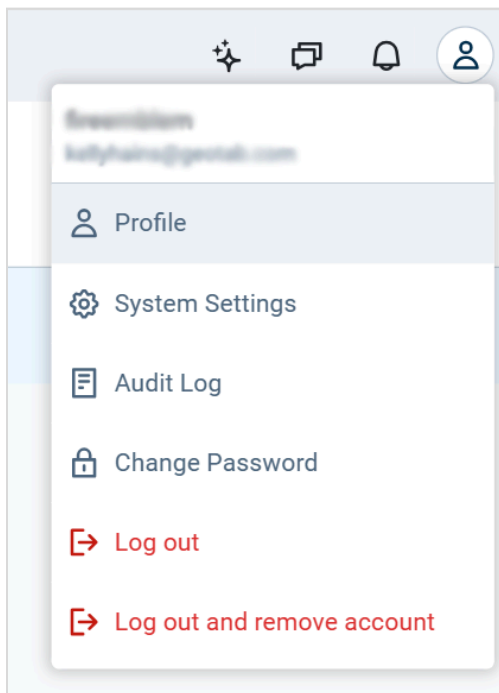 Profile
System Settings
Audit Log
Change Password
Log out
Log out and remove account